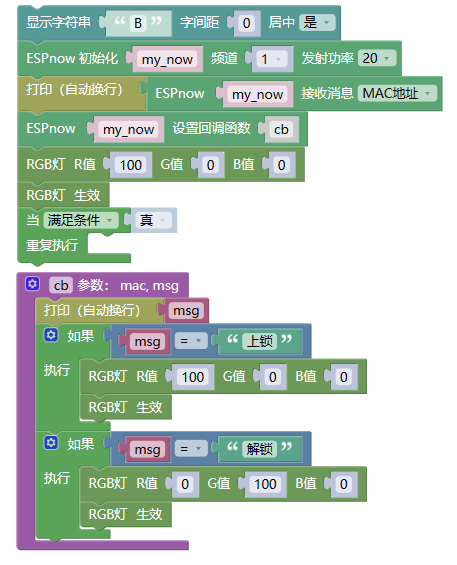 显示字符串 “ B ” 字间距 0 居中 是
ESPnow 初始化 my_now 频道 1 发射功率 20
打印（自动换行） ESPnow my_now 接收消息 MAC地址
ESPnow my_now 设置回调函数 cb
RGB灯 R值 100 G值 0 B值 0
RGB灯 生效
当 满足条件 真
重复执行
cb 参数： mac, msg
打印（自动换行） msg
如果 msg = “ 上锁 ”
执行 RGB灯 R值 100 G值 0 B值 0
RGB灯 生效
如果 msg = “ 解锁 ”
执行 RGB灯 R值 0 G值 100 B值 0
RGB灯 生效